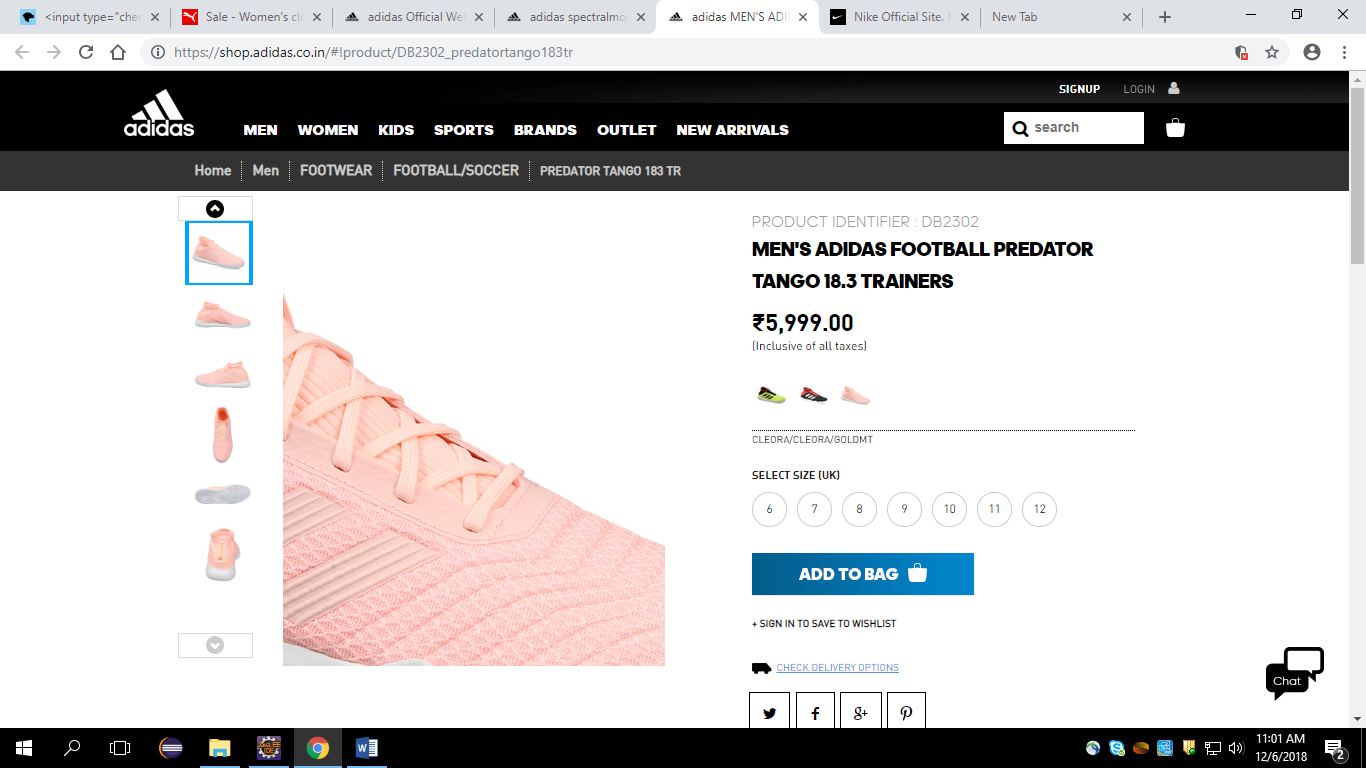 <input type="chec
Sale - Women's clo
adidas Official Web
adidas spectralmo
adidas MEN'S ADI
Nike Official Site. N
New Tab
https://shop.adidas.co.in/#!product/DB2302_predatortango183tr
SIGNUP LOGIN
adidas
MEN WOMEN KIDS SPORTS BRANDS OUTLET NEW ARRIVALS
search
Home Men FOOTWEAR FOOTBALL/SOCCER PREDATOR TANGO 183 TR
PRODUCT IDENTIFIER : DB2302
MEN'S ADIDAS FOOTBALL PREDATOR
TANGO 18.3 TRAINERS
₹5,999.00
(Inclusive of all taxes)
CLEORA/CLEORA/GOLDMT
SELECT SIZE (UK)
6 7 8 9 10 11 12
ADD TO BAG
+ SIGN IN TO SAVE TO WISHLIST
CHECK DELIVERY OPTIONS
Chat
g+
11:01 AM
12/6/2018
2